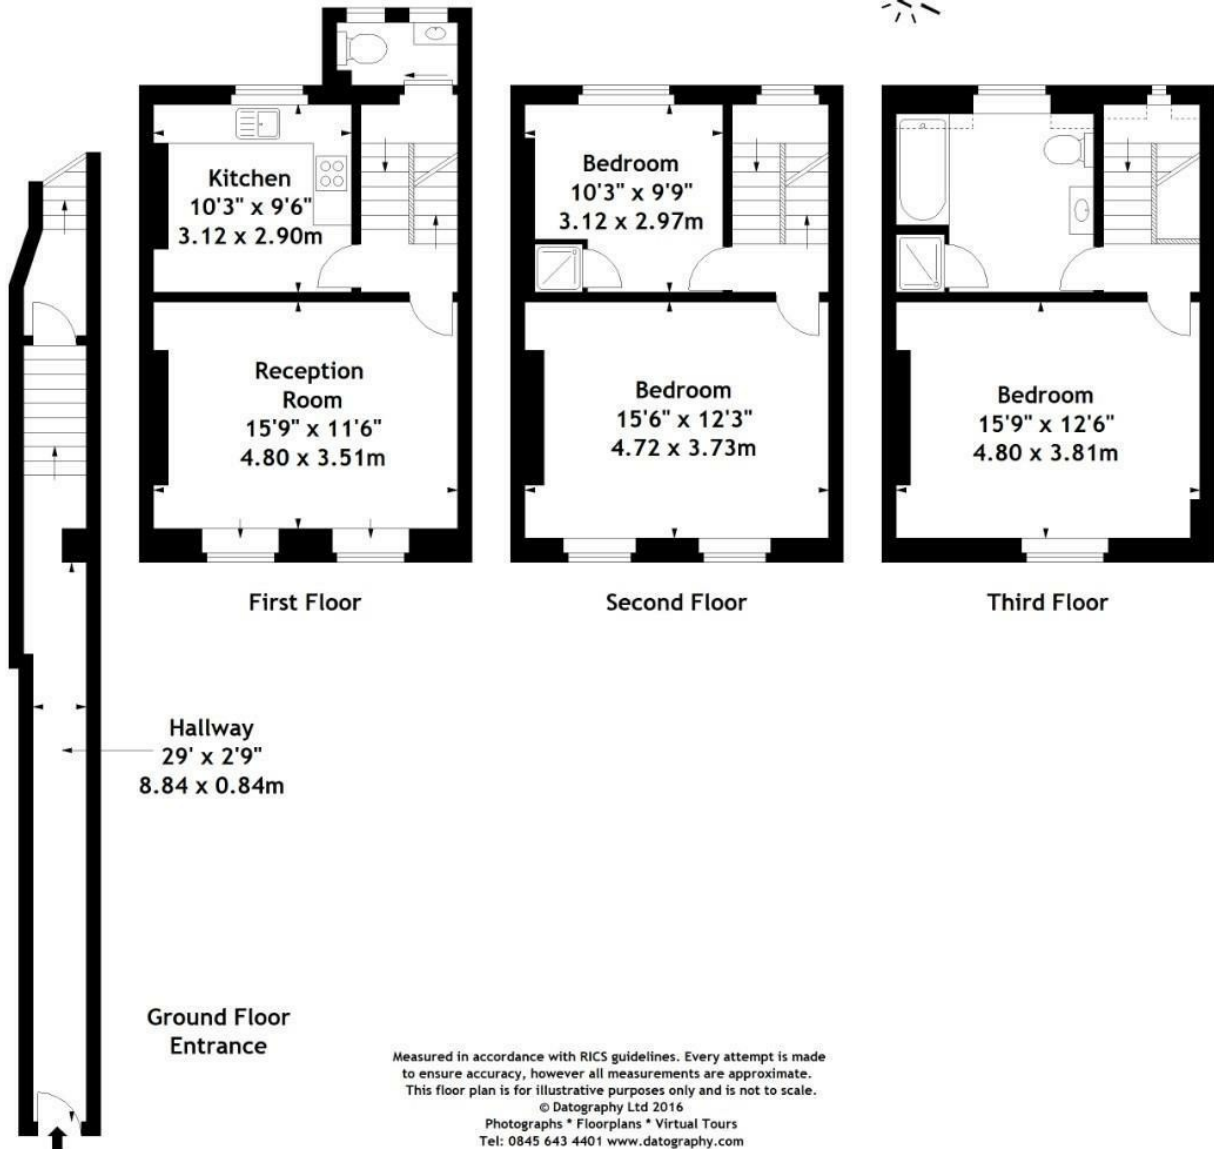 Kitchen
10'3" x 9'6"
3.12 x 2.90m
Reception
Room
15'9" x 11'6"
4.80 x 3.51m
First Floor
Bedroom
10'3" x 9'9"
3.12 x 2.97m
Bedroom
15'6" x 12'3"
4.72 x 3.73m
Second Floor
Bedroom
15'9" x 12'6"
4.80 x 3.81m
Third Floor
Hallway
29' x 2'9"
8.84 x 0.84m
Ground Floor
Entrance
Measured in accordance with RICS guidelines. Every attempt is made
to ensure accuracy, however all measurements are approximate.
This floor plan is for illustrative purposes only and is not to scale.
© Datography Ltd 2016
Photographs * Floorplans * Virtual Tours
Tel: 0845 643 4401 www.datography.com